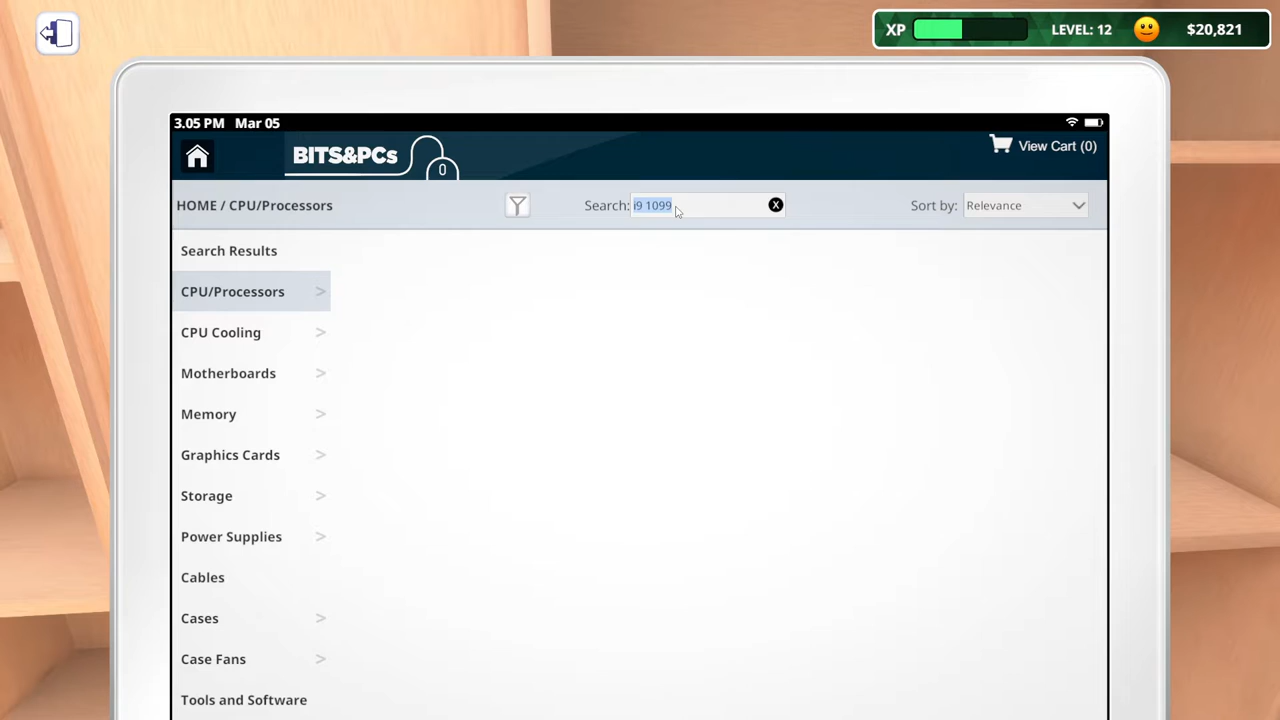 XP LEVEL: 12 $20,821
3.05 PM Mar 05
BITS&PCs 0
View Cart (0)
HOME / CPU/Processors
Search: i9 1099 X
Sort by: Relevance
Search Results
CPU/Processors >
CPU Cooling >
Motherboards >
Memory >
Graphics Cards >
Storage >
Power Supplies >
Cables
Cases >
Case Fans >
Tools and Software